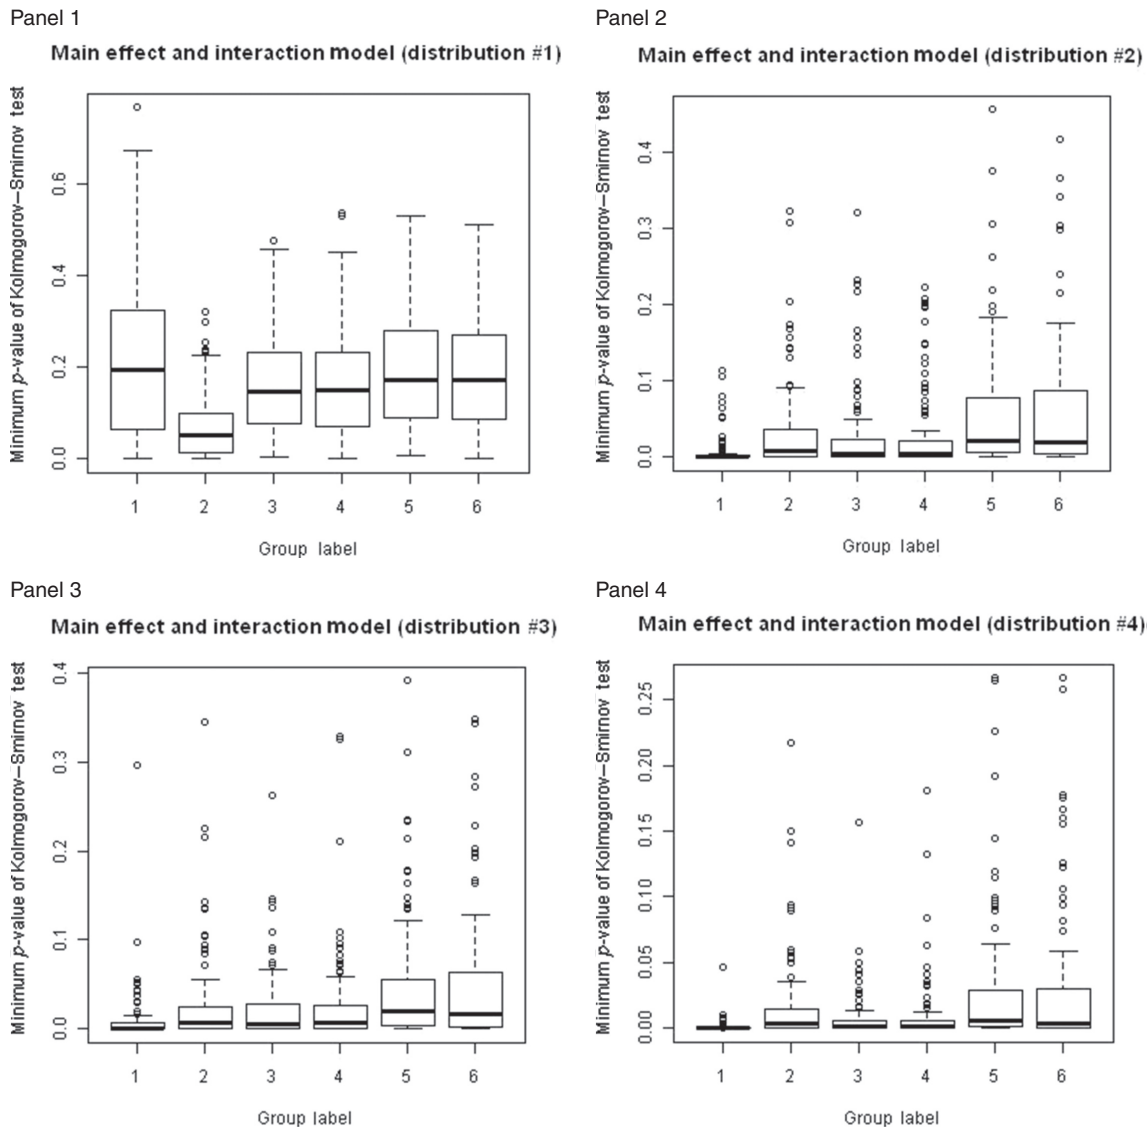 Panel 1
Main effect and interaction model (distribution #1)
Minimum p-value of Kolmogorov–Smirnov test
0.6
0.4
0.2
0.0
1 2 3 4 5 6
Group label
Panel 2
Main effect and interaction model (distribution #2)
Minimum p-value of Kolmogorov–Smirnov test
0.4
0.3
0.2
0.1
0.0
1 2 3 4 5 6
Group label
Panel 3
Main effect and interaction model (distribution #3)
Minimum p-value of Kolmogorov–Smirnov test
0.4
0.3
0.2
0.1
0.0
1 2 3 4 5 6
Group label
Panel 4
Main effect and interaction model (distribution #4)
Minimum p-value of Kolmogorov–Smirnov test
0.25
0.20
0.15
0.10
0.05
0.00
1 2 3 4 5 6
Group label